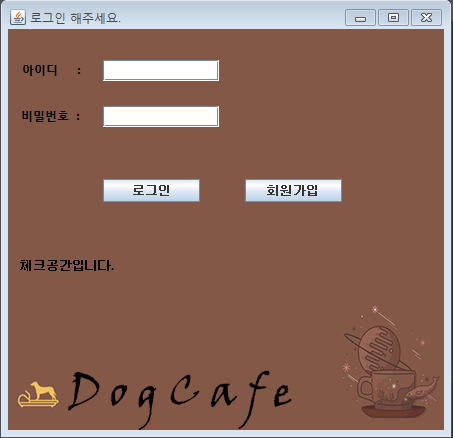 로그인 해주세요.
아이디 :
비밀번호 :
로그인 회원가입
체크공간입니다.
DogCafe